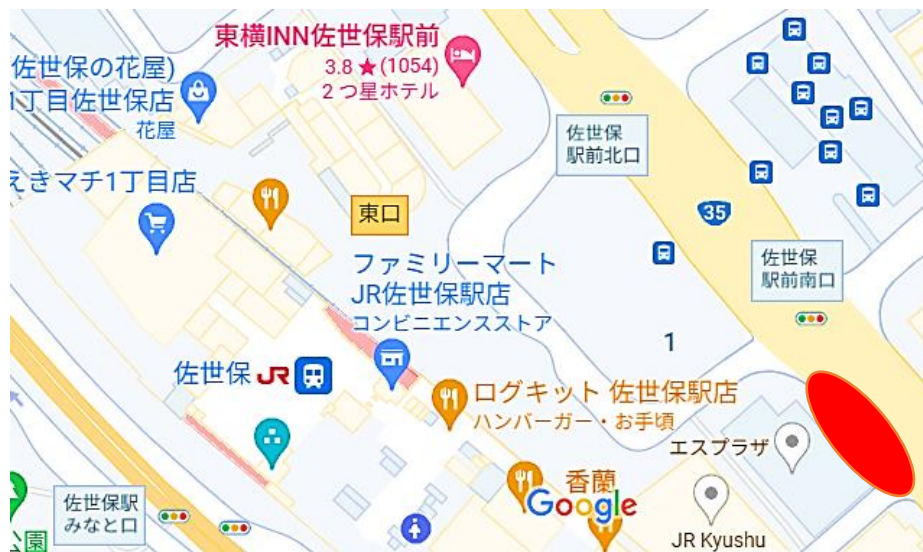 東横INN佐世保駅前
3.8 ★(1054)
2 つ星ホテル
佐世保の花屋)
1丁目佐世保店
花屋
佐世保
駅前北口
えきマチ1丁目店
東口
35
佐世保
駅前南口
ファミリーマート
JR佐世保駅店
コンビニエンスストア
1
佐世保 JR
ログキット 佐世保駅店
ハンバーガー・お手頃
エスプラザ
香蘭
Google
佐世保駅
みなと口
公園
JR Kyushu